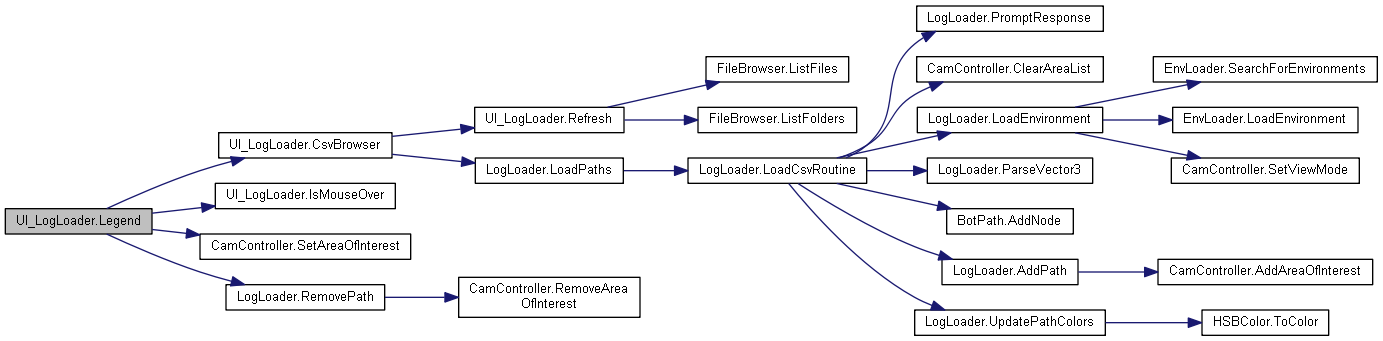 UI_LogLoader.Legend
UI_LogLoader.CsvBrowser
UI_LogLoader.IsMouseOver
CamController.SetAreaOfInterest
LogLoader.RemovePath
UI_LogLoader.Refresh
LogLoader.LoadPaths
CamController.RemoveArea
OfInterest
FileBrowser.ListFiles
FileBrowser.ListFolders
LogLoader.LoadCsvRoutine
LogLoader.PromptResponse
CamController.ClearAreaList
LogLoader.LoadEnvironment
LogLoader.ParseVector3
BotPath.AddNode
LogLoader.AddPath
LogLoader.UpdatePathColors
EnvLoader.SearchForEnvironments
EnvLoader.LoadEnvironment
CamController.SetViewMode
CamController.AddAreaOfInterest
HSBColor.ToColor